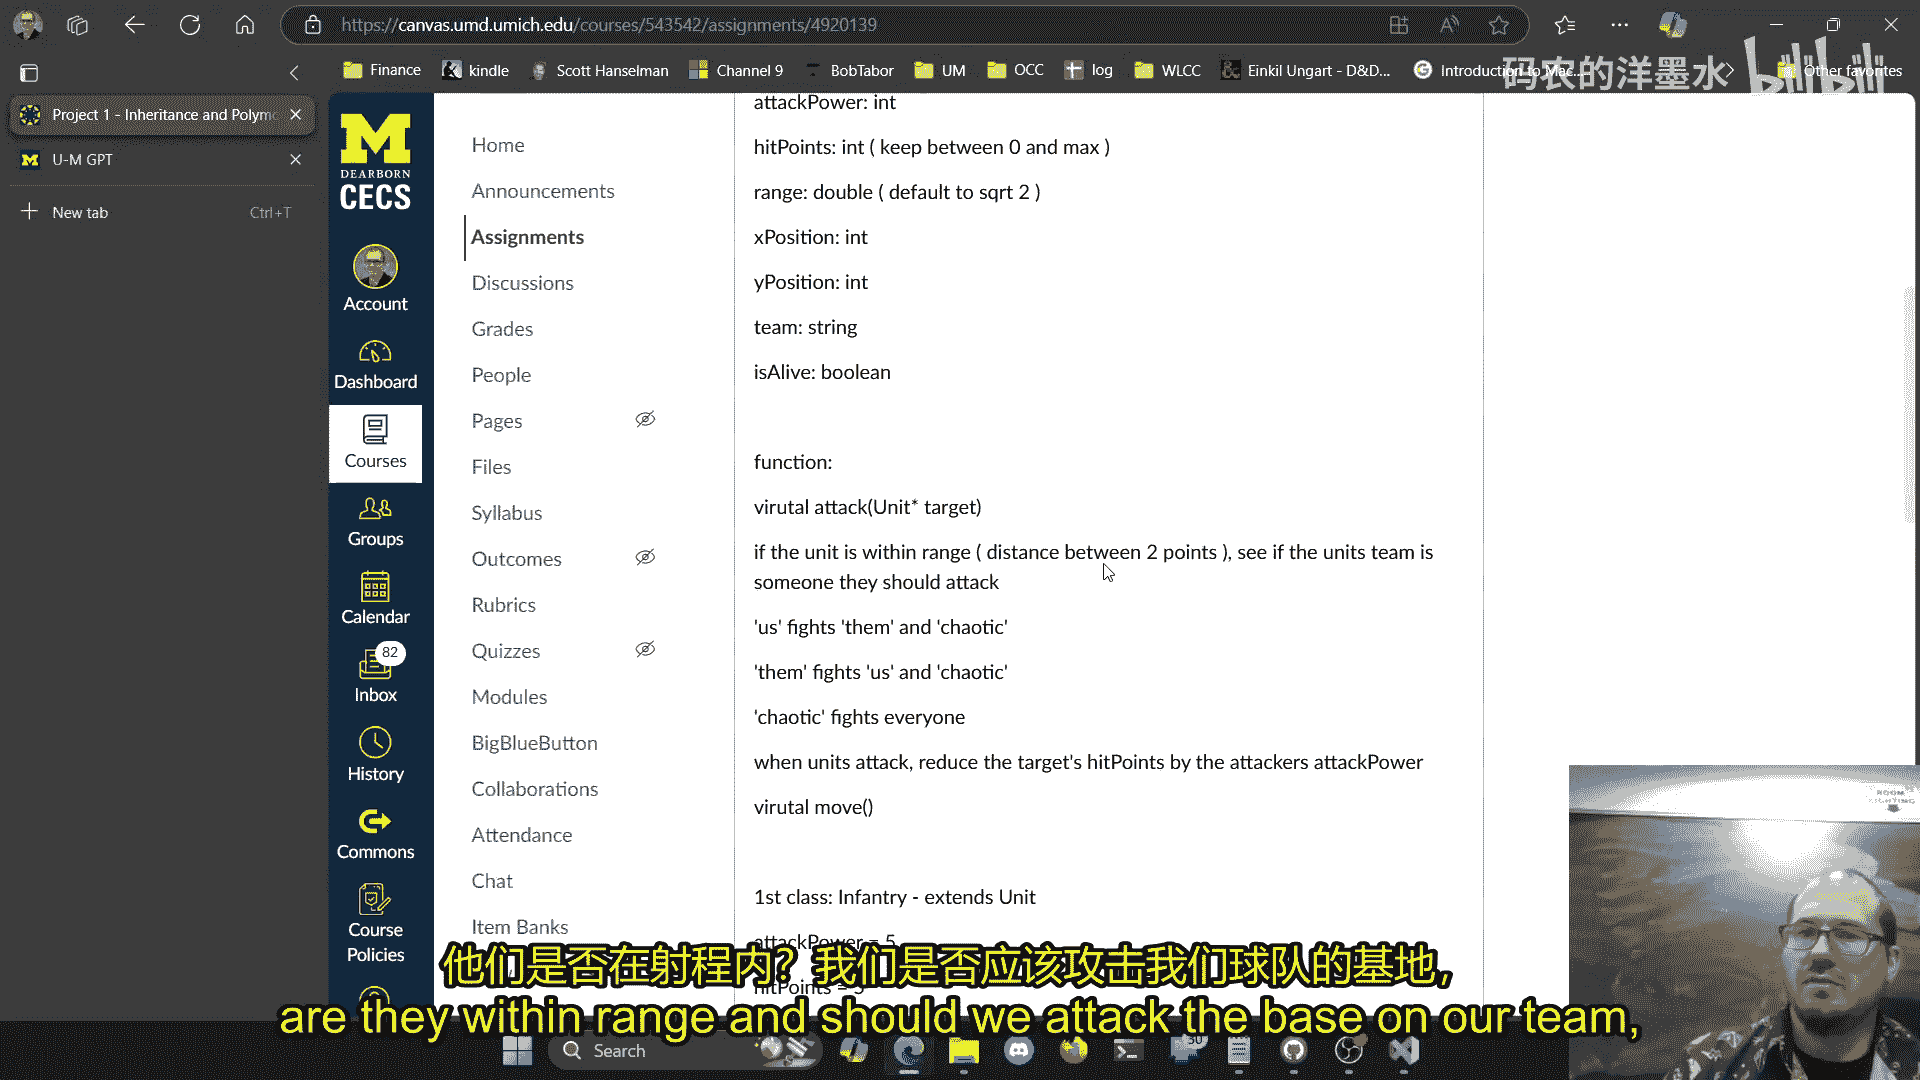 https://canvas.umd.umich.edu/courses/543542/assignments/4920139
Finance
kindle
Scott Hanselman
Channel 9
BobTabor
UM
OCC
log
WLCC
Einkil Ungart - D&D...
Introduction to Mac...
Other favorites
码农的洋墨水
bilibili
Project 1 - Inheritance and Polymo
U-M GPT
New tab
Ctrl+T
M
DEARBORN
CECS
Account
Dashboard
Courses
Groups
Calendar
82
Inbox
History
Commons
Course
Policies
Home
Announcements
Assignments
Discussions
Grades
People
Pages
Files
Syllabus
Outcomes
Rubrics
Quizzes
Modules
BigBlueButton
Collaborations
Attendance
Chat
Item Banks
attackPower: int
hitPoints: int ( keep between 0 and max )
range: double ( default to sqrt 2 )
xPosition: int
yPosition: int
team: string
isAlive: boolean
function:
virutal attack(Unit* target)
if the unit is within range ( distance between 2 points ), see if the units team is
someone they should attack
'us' fights 'them' and 'chaotic'
'them' fights 'us' and 'chaotic'
'chaotic' fights everyone
when units attack, reduce the target's hitPoints by the attackers attackPower
virutal move()
1st class: Infantry - extends Unit
attackPower = 5
hitPoints = 5
他们是否在射程内？我们是否应该攻击我们球队的基地，
are they within range and should we attack the base on our team,
Search
ROOM
LIGHTING